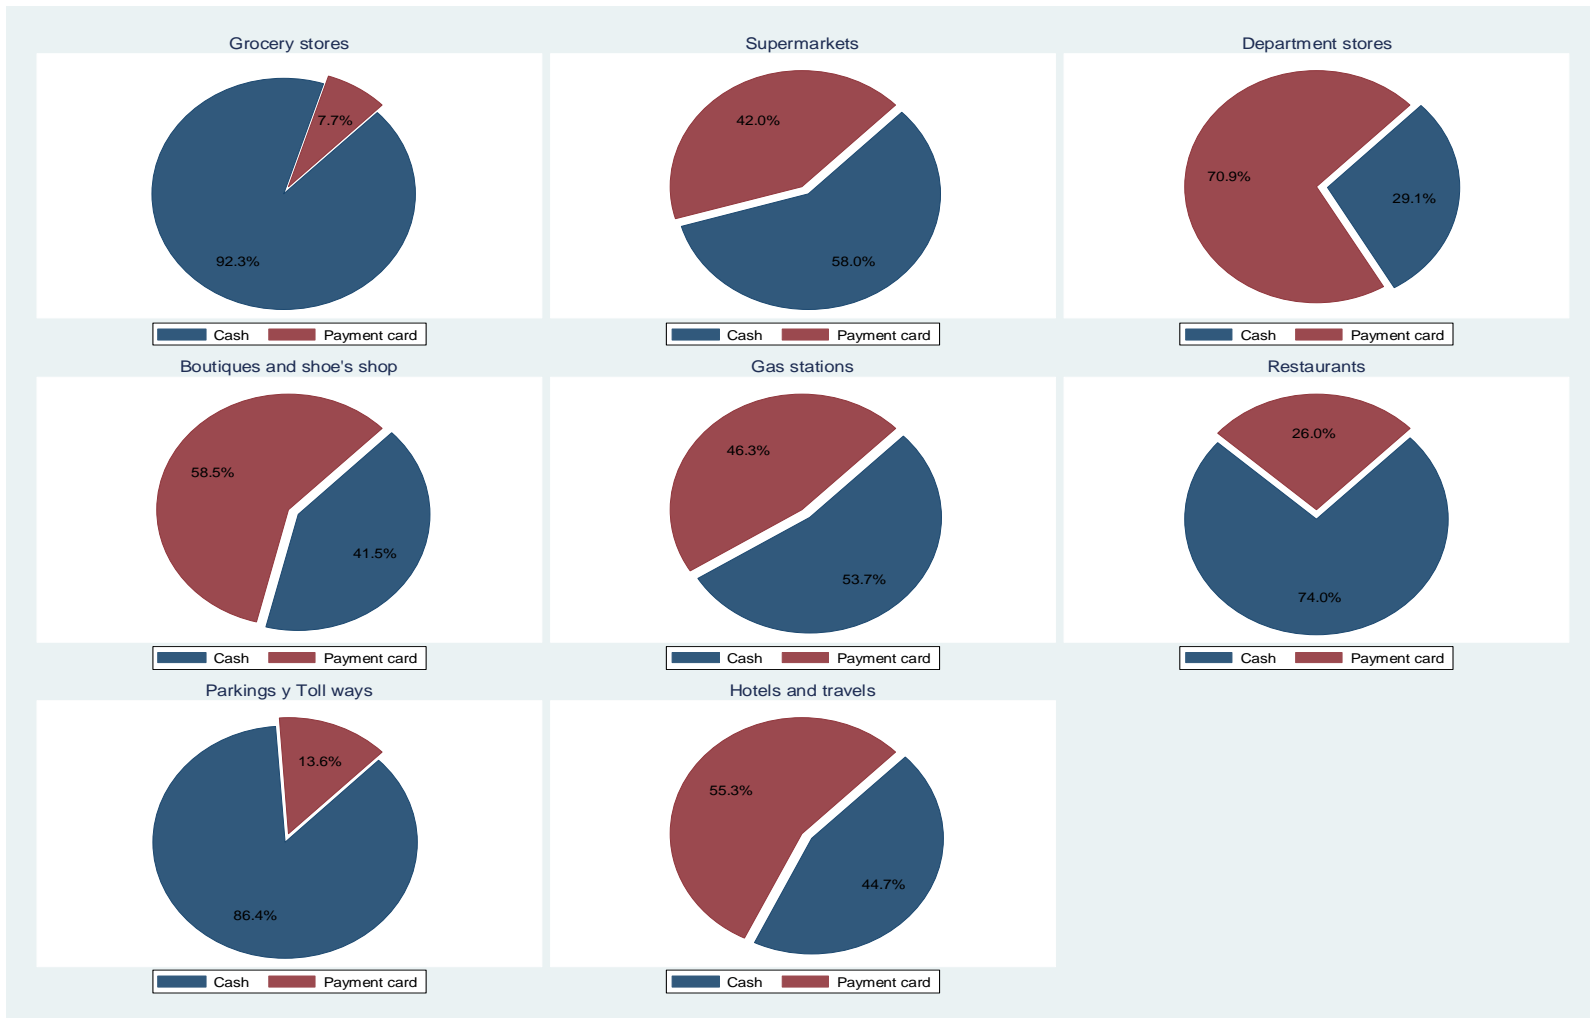 Grocery stores
7.7%
92.3%
Cash Payment card
Supermarkets
42.0%
58.0%
Cash Payment card
Department stores
70.9%
29.1%
Cash Payment card
Boutiques and shoe's shop
58.5%
41.5%
Cash Payment card
Gas stations
46.3%
53.7%
Cash Payment card
Restaurants
26.0%
74.0%
Cash Payment card
Parkings y Toll ways
13.6%
86.4%
Cash Payment card
Hotels and travels
55.3%
44.7%
Cash Payment card